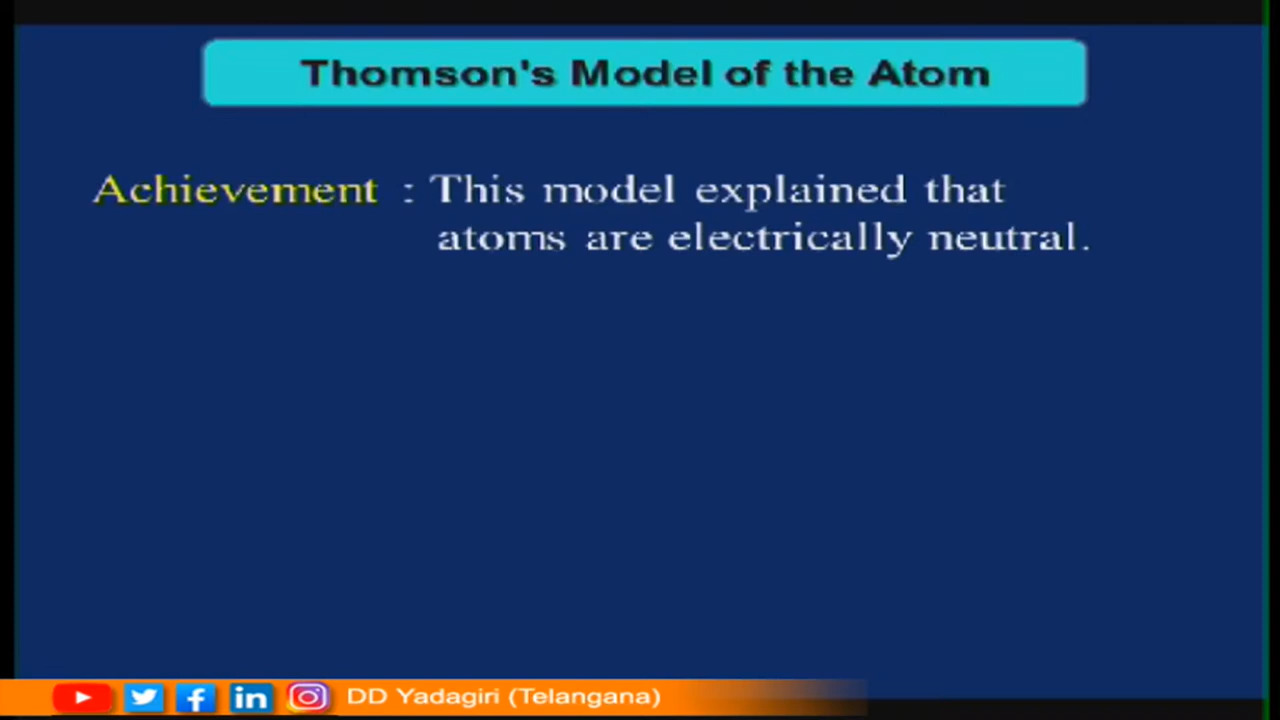 Thomson's Model of the Atom
Achievement : This model explained that
atoms are electrically neutral.
DD Yadagiri (Telangana)